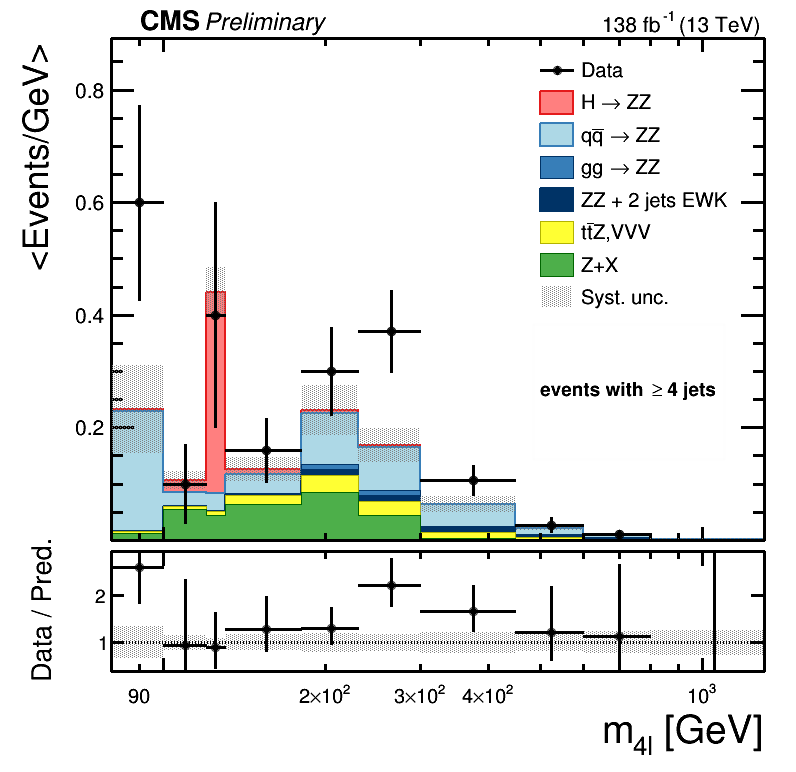 CMS Preliminary 138 fb⁻¹ (13 TeV)
<Events/GeV>
0.8
0.6
0.4
0.2
Data
H → ZZ
qq̅ → ZZ
gg → ZZ
ZZ + 2 jets EWK
tt̅Z,VVV
Z+X
Syst. unc.
events with ≥ 4 jets
Data / Pred.
2
1
90 2×10² 3×10² 4×10² 10³
m₄ₗ [GeV]